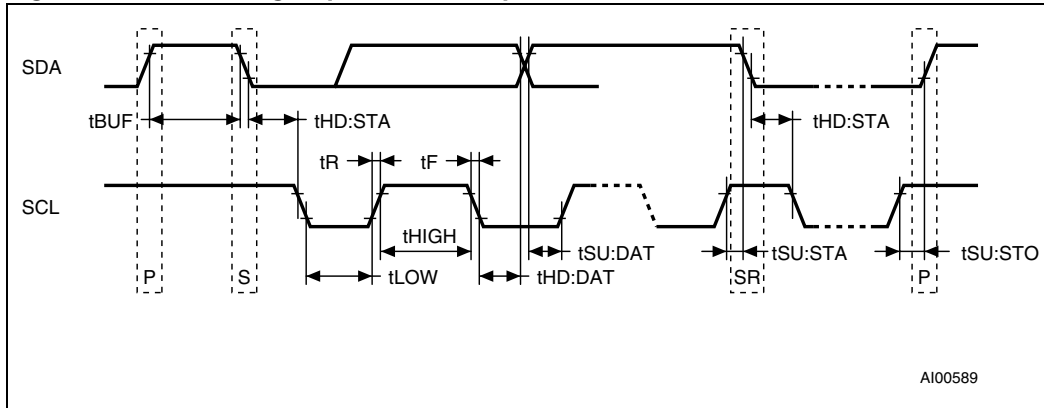 SDA
tBUF
tHD:STA
tHD:STA
tR
tF
SCL
tHIGH
tSU:DAT
tSU:STA
tSU:STO
P
S
tLOW
tHD:DAT
SR
P
AI00589